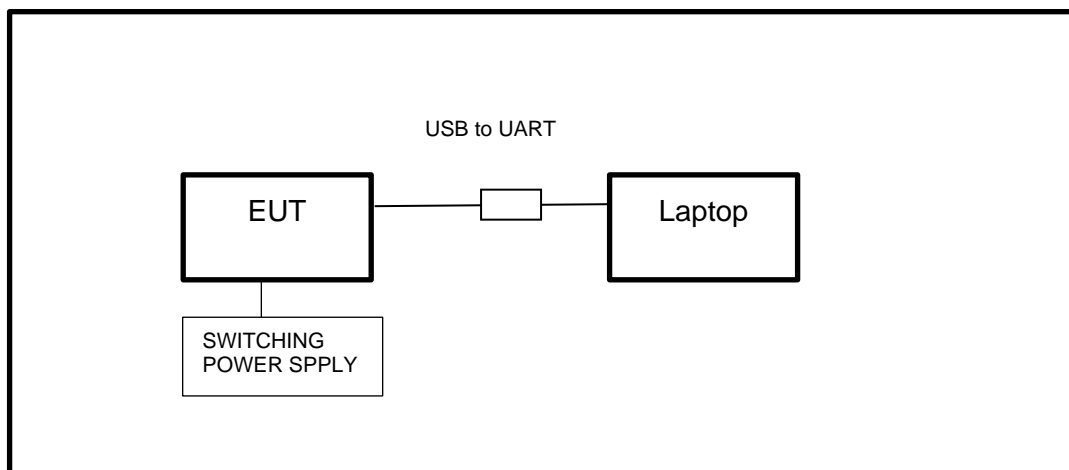 USB to UART
EUT
Laptop
SWITCHING
POWER SPPLY